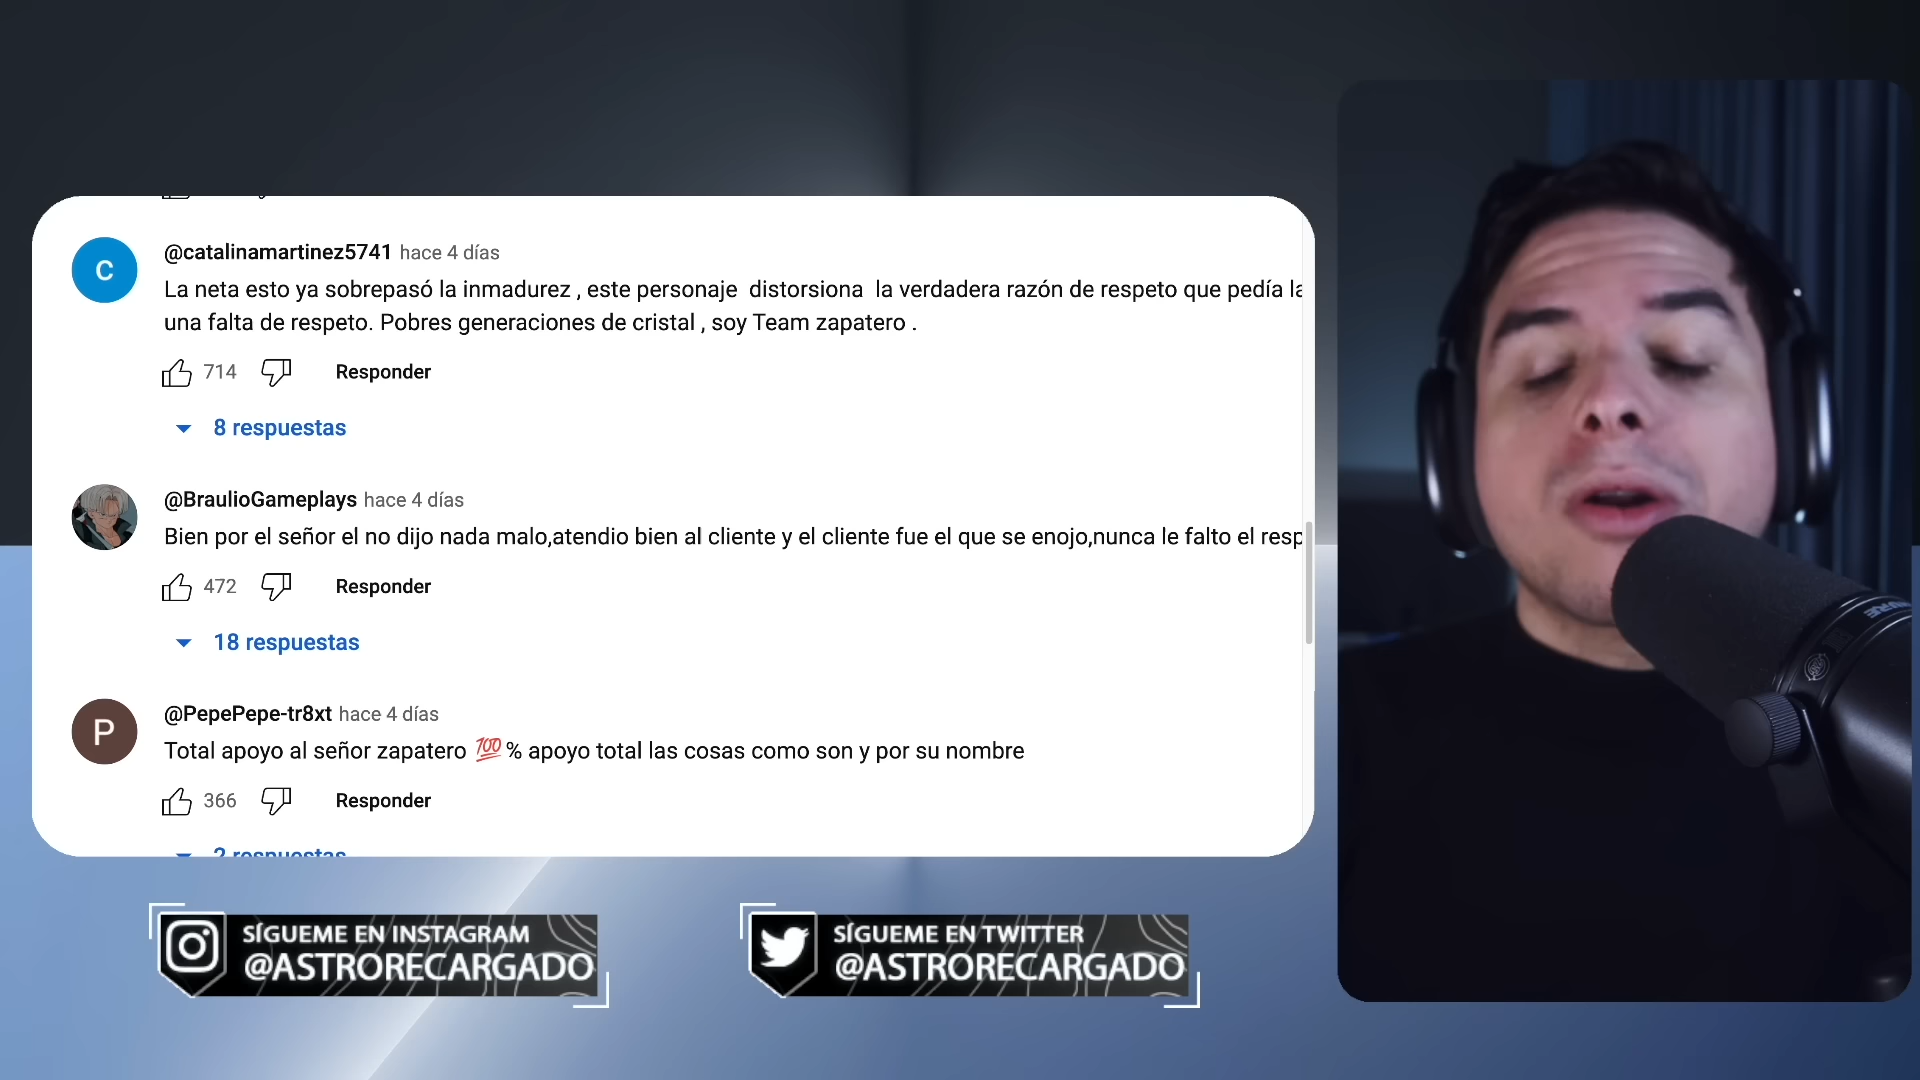 C
@catalinamartinez5741 hace 4 días
La neta esto ya sobrepasó la inmadurez , este personaje  distorsiona  la verdadera razón de respeto que pedía la
una falta de respeto. Pobres generaciones de cristal , soy Team zapatero .
714 Responder
8 respuestas
@BraulioGameplays hace 4 días
Bien por el señor el no dijo nada malo,atendio bien al cliente y el cliente fue el que se enojo,nunca le falto el resp
472 Responder
18 respuestas
P
@PepePepe-tr8xt hace 4 días
Total apoyo al señor zapatero 💯% apoyo total las cosas como son y por su nombre
366 Responder
2 respuestas
SÍGUEME EN INSTAGRAM
@ASTRORECARGADO
SÍGUEME EN TWITTER
@ASTRORECARGADO